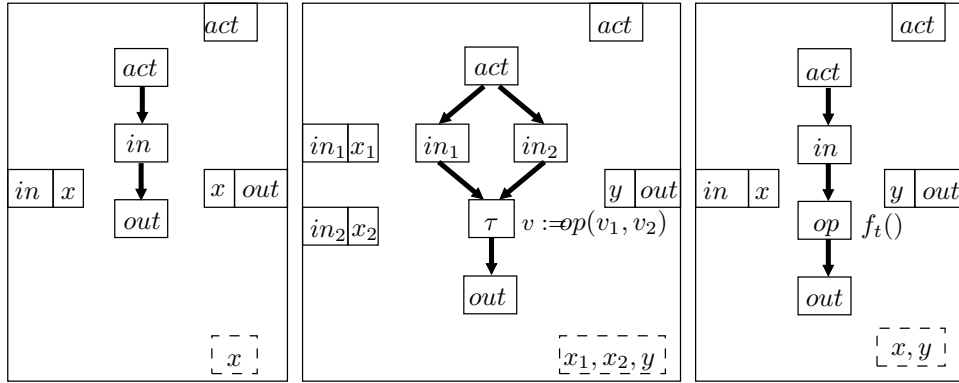 act
act
in
in x
x out
out
x
act
act
in₁ x₁
in₁
in₂
y out
in₂ x₂
τ
v := op(v₁, v₂)
out
x₁, x₂, y
act
act
in
in x
y out
op
fₜ()
out
x, y